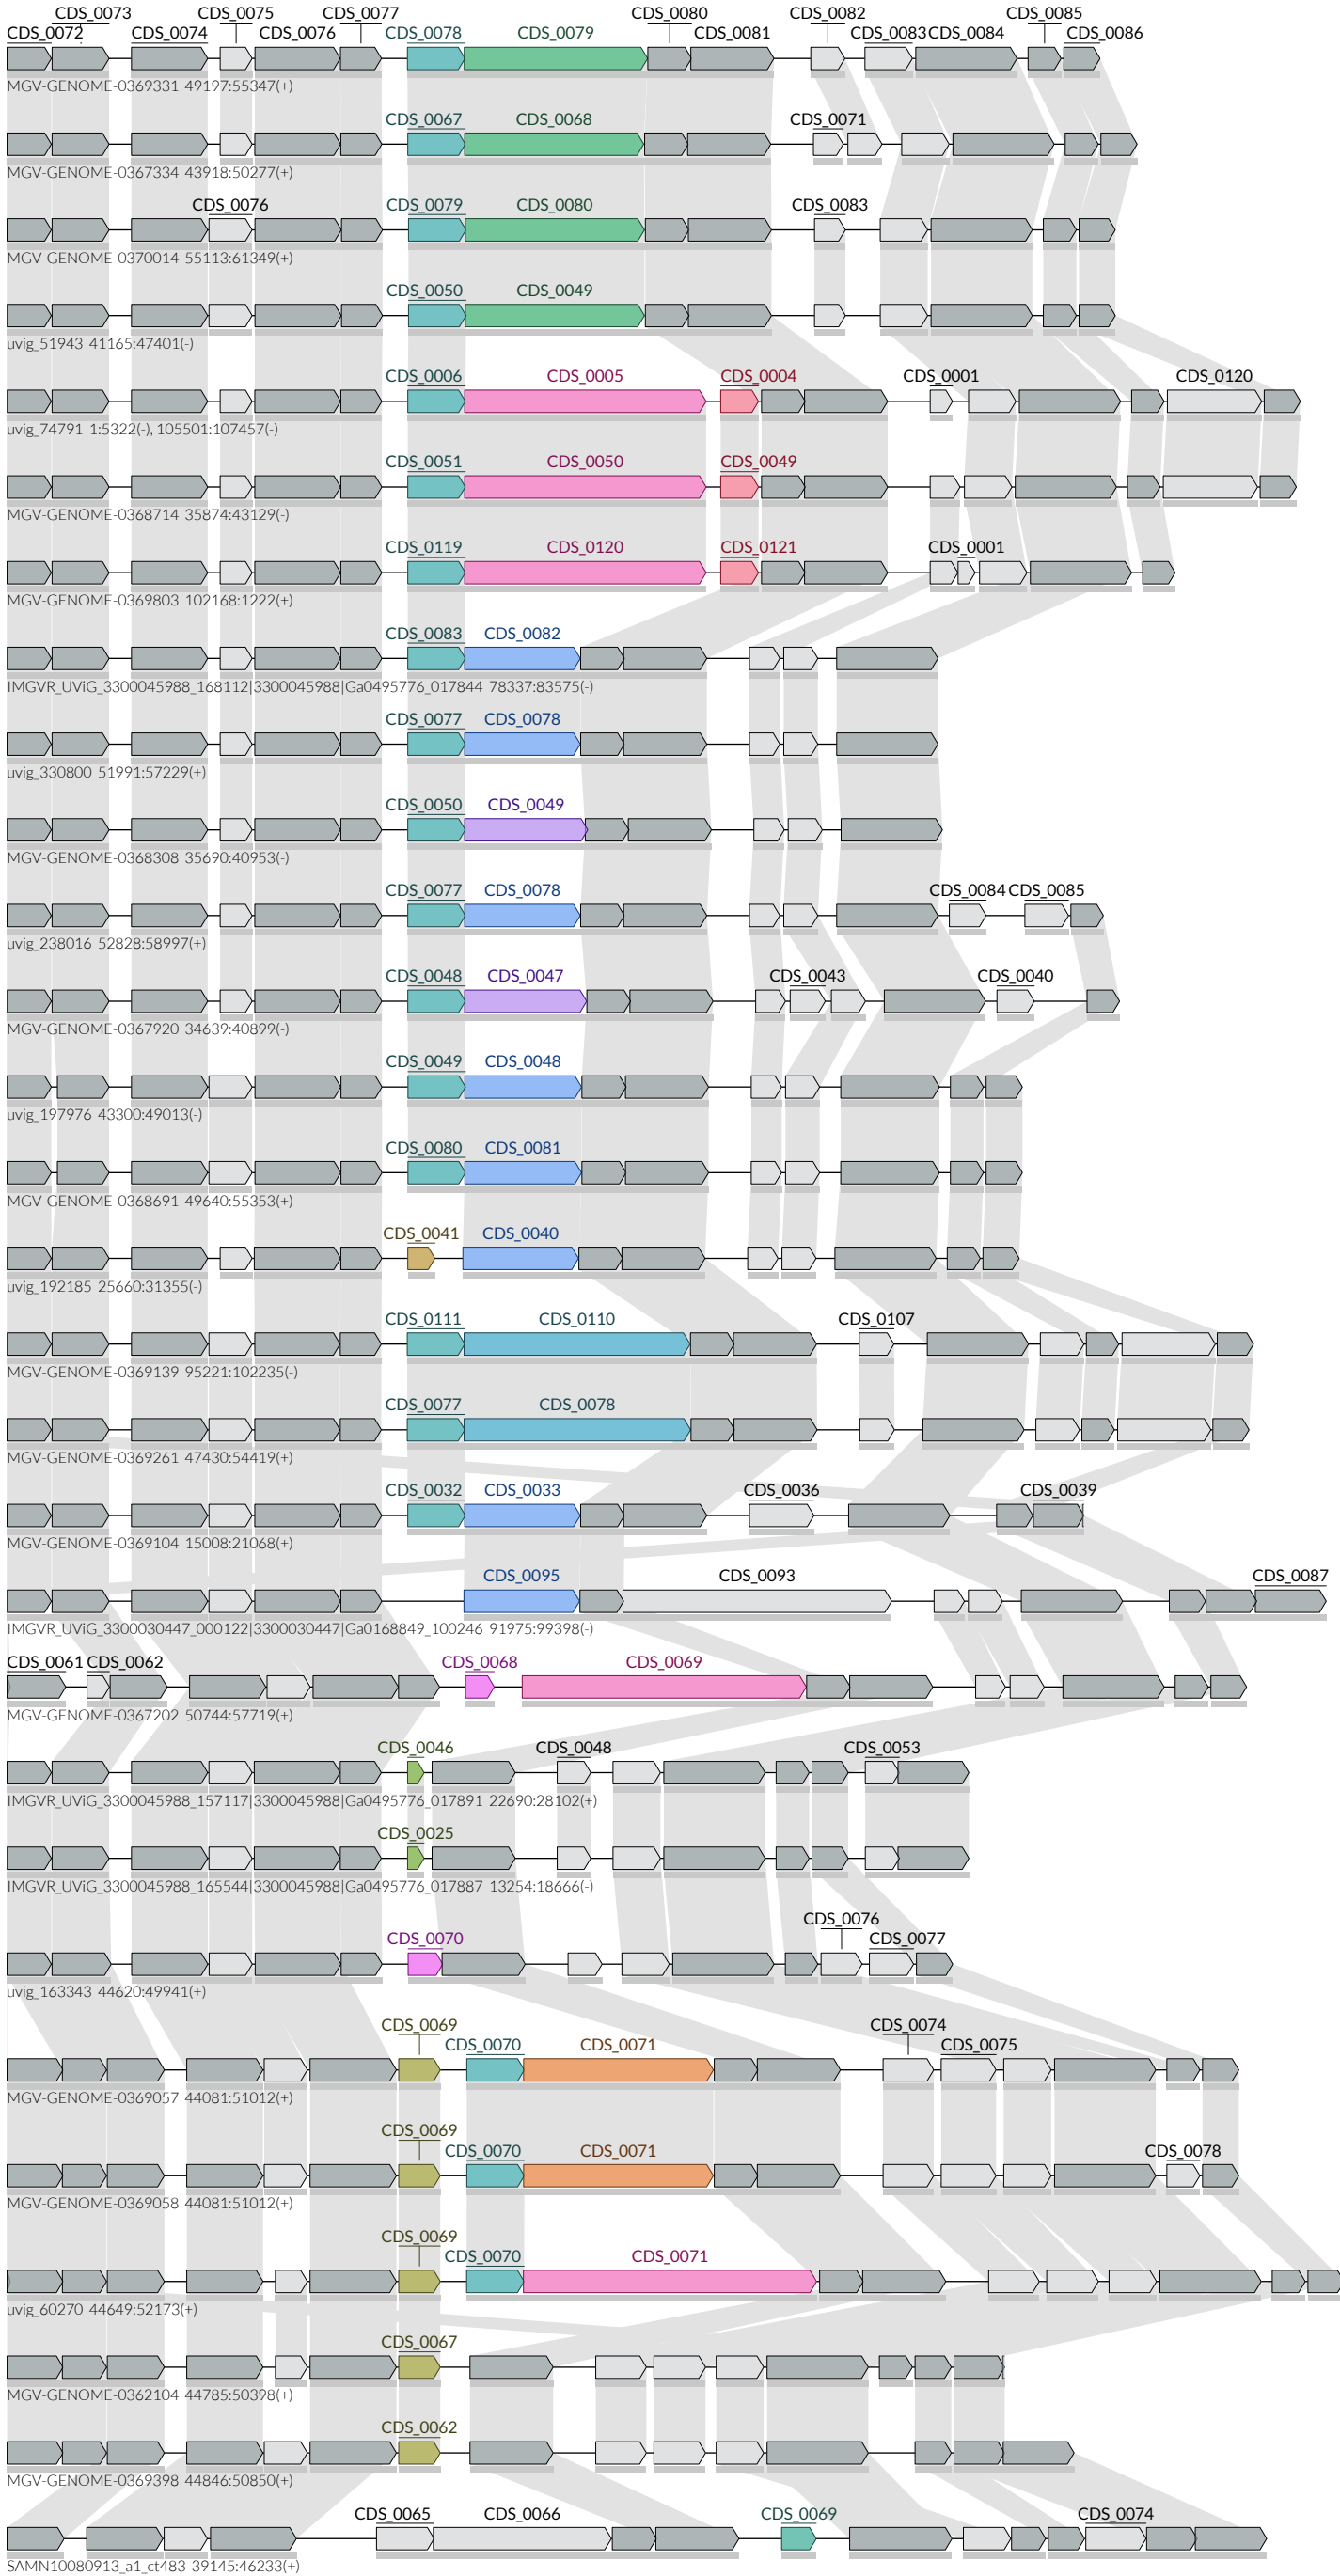 CDS_0073 CDS_0075 CDS_0077 CDS_0080 CDS_0082 CDS_0085
CDS_0072 CDS_0074 CDS_0076 CDS_0078 CDS_0079 CDS_0081 CDS_0083 CDS_0084 CDS_0086
MGV-GENOME-0369331 49197:55347(+)
CDS_0067 CDS_0068 CDS_0071
MGV-GENOME-0367334 43918:50277(+)
CDS_0076 CDS_0079 CDS_0080 CDS_0083
MGV-GENOME-0370014 55113:61349(+)
CDS_0050 CDS_0049
uvig_51943 41165:47401(-)
CDS_0006 CDS_0005 CDS_0004 CDS_0001 CDS_0120
uvig_74791 1:5322(-), 105501:107457(-)
CDS_0051 CDS_0050 CDS_0049
MGV-GENOME-0368714 35874:43129(-)
CDS_0119 CDS_0120 CDS_0121 CDS_0001
MGV-GENOME-0369803 102168:1222(+)
CDS_0083 CDS_0082
IMGVR_UViG_3300045988_168112|3300045988|Ga0495776_017844 78337:83575(-)
CDS_0077 CDS_0078
uvig_330800 51991:57229(+)
CDS_0050 CDS_0049
MGV-GENOME-0368308 35690:40953(-)
CDS_0077 CDS_0078 CDS_0084 CDS_0085
uvig_238016 52828:58997(+)
CDS_0048 CDS_0047 CDS_0043 CDS_0040
MGV-GENOME-0367920 34639:40899(-)
CDS_0049 CDS_0048
uvig_197976 43300:49013(-)
CDS_0080 CDS_0081
MGV-GENOME-0368691 49640:55353(+)
CDS_0041 CDS_0040
uvig_192185 25660:31355(-)
CDS_0111 CDS_0110 CDS_0107
MGV-GENOME-0369139 95221:102235(-)
CDS_0077 CDS_0078
MGV-GENOME-0369261 47430:54419(+)
CDS_0032 CDS_0033 CDS_0036 CDS_0039
MGV-GENOME-0369104 15008:21068(+)
CDS_0095 CDS_0093 CDS_0087
IMGVR_UViG_3300030447_000122|3300030447|Ga0168849_100246 91975:99398(-)
CDS_0061 CDS_0062 CDS_0068 CDS_0069
MGV-GENOME-0367202 50744:57719(+)
CDS_0046 CDS_0048 CDS_0053
IMGVR_UViG_3300045988_157117|3300045988|Ga0495776_017891 22690:28102(+)
CDS_0025
IMGVR_UViG_3300045988_165544|3300045988|Ga0495776_017887 13254:18666(-)
CDS_0076
CDS_0070 CDS_0077
uvig_163343 44620:49941(+)
CDS_0069 CDS_0074
CDS_0070 CDS_0071 CDS_0075
MGV-GENOME-0369057 44081:51012(+)
CDS_0069
CDS_0070 CDS_0071 CDS_0078
MGV-GENOME-0369058 44081:51012(+)
CDS_0069
CDS_0070 CDS_0071
uvig_60270 44649:52173(+)
CDS_0067
MGV-GENOME-0362104 44785:50398(+)
CDS_0062
MGV-GENOME-0369398 44846:50850(+)
CDS_0065 CDS_0066 CDS_0069 CDS_0074
SAMN10080913_a1_ct483 39145:46233(+)